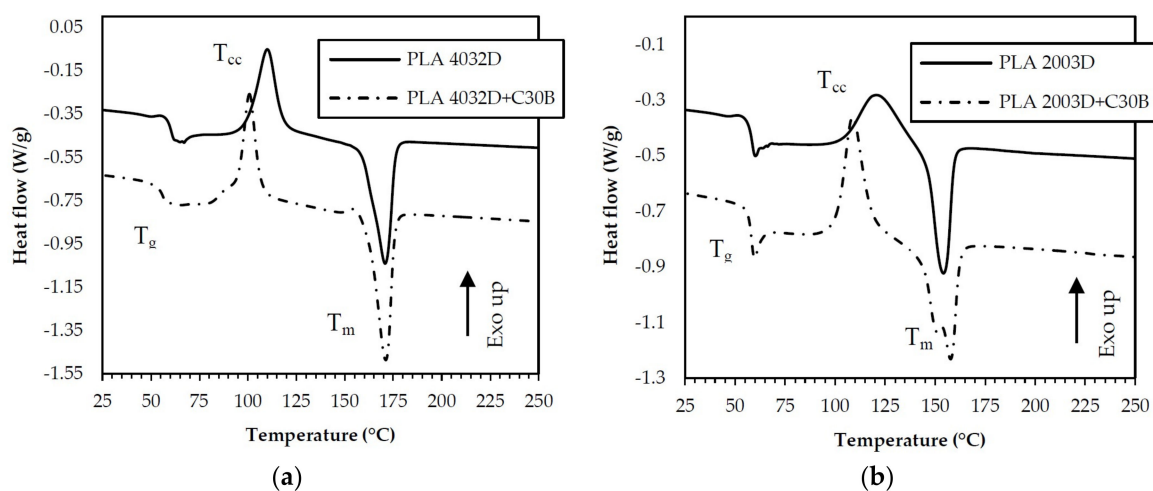 0.05
-0.15
-0.35
-0.55
-0.75
-0.95
-1.15
-1.35
-1.55
Heat flow (W/g)
Tcc
PLA 4032D
PLA 4032D+C30B
Tg
Tm
Exo up
25 50 75 100 125 150 175 200 225 250
Temperature (°C)
(a)
-0.1
-0.3
-0.5
-0.7
-0.9
-1.1
-1.3
Heat flow (W/g)
Tcc
PLA 2003D
PLA 2003D+C30B
Tg
Tm
Exo up
25 50 75 100 125 150 175 200 225 250
Temperature (°C)
(b)